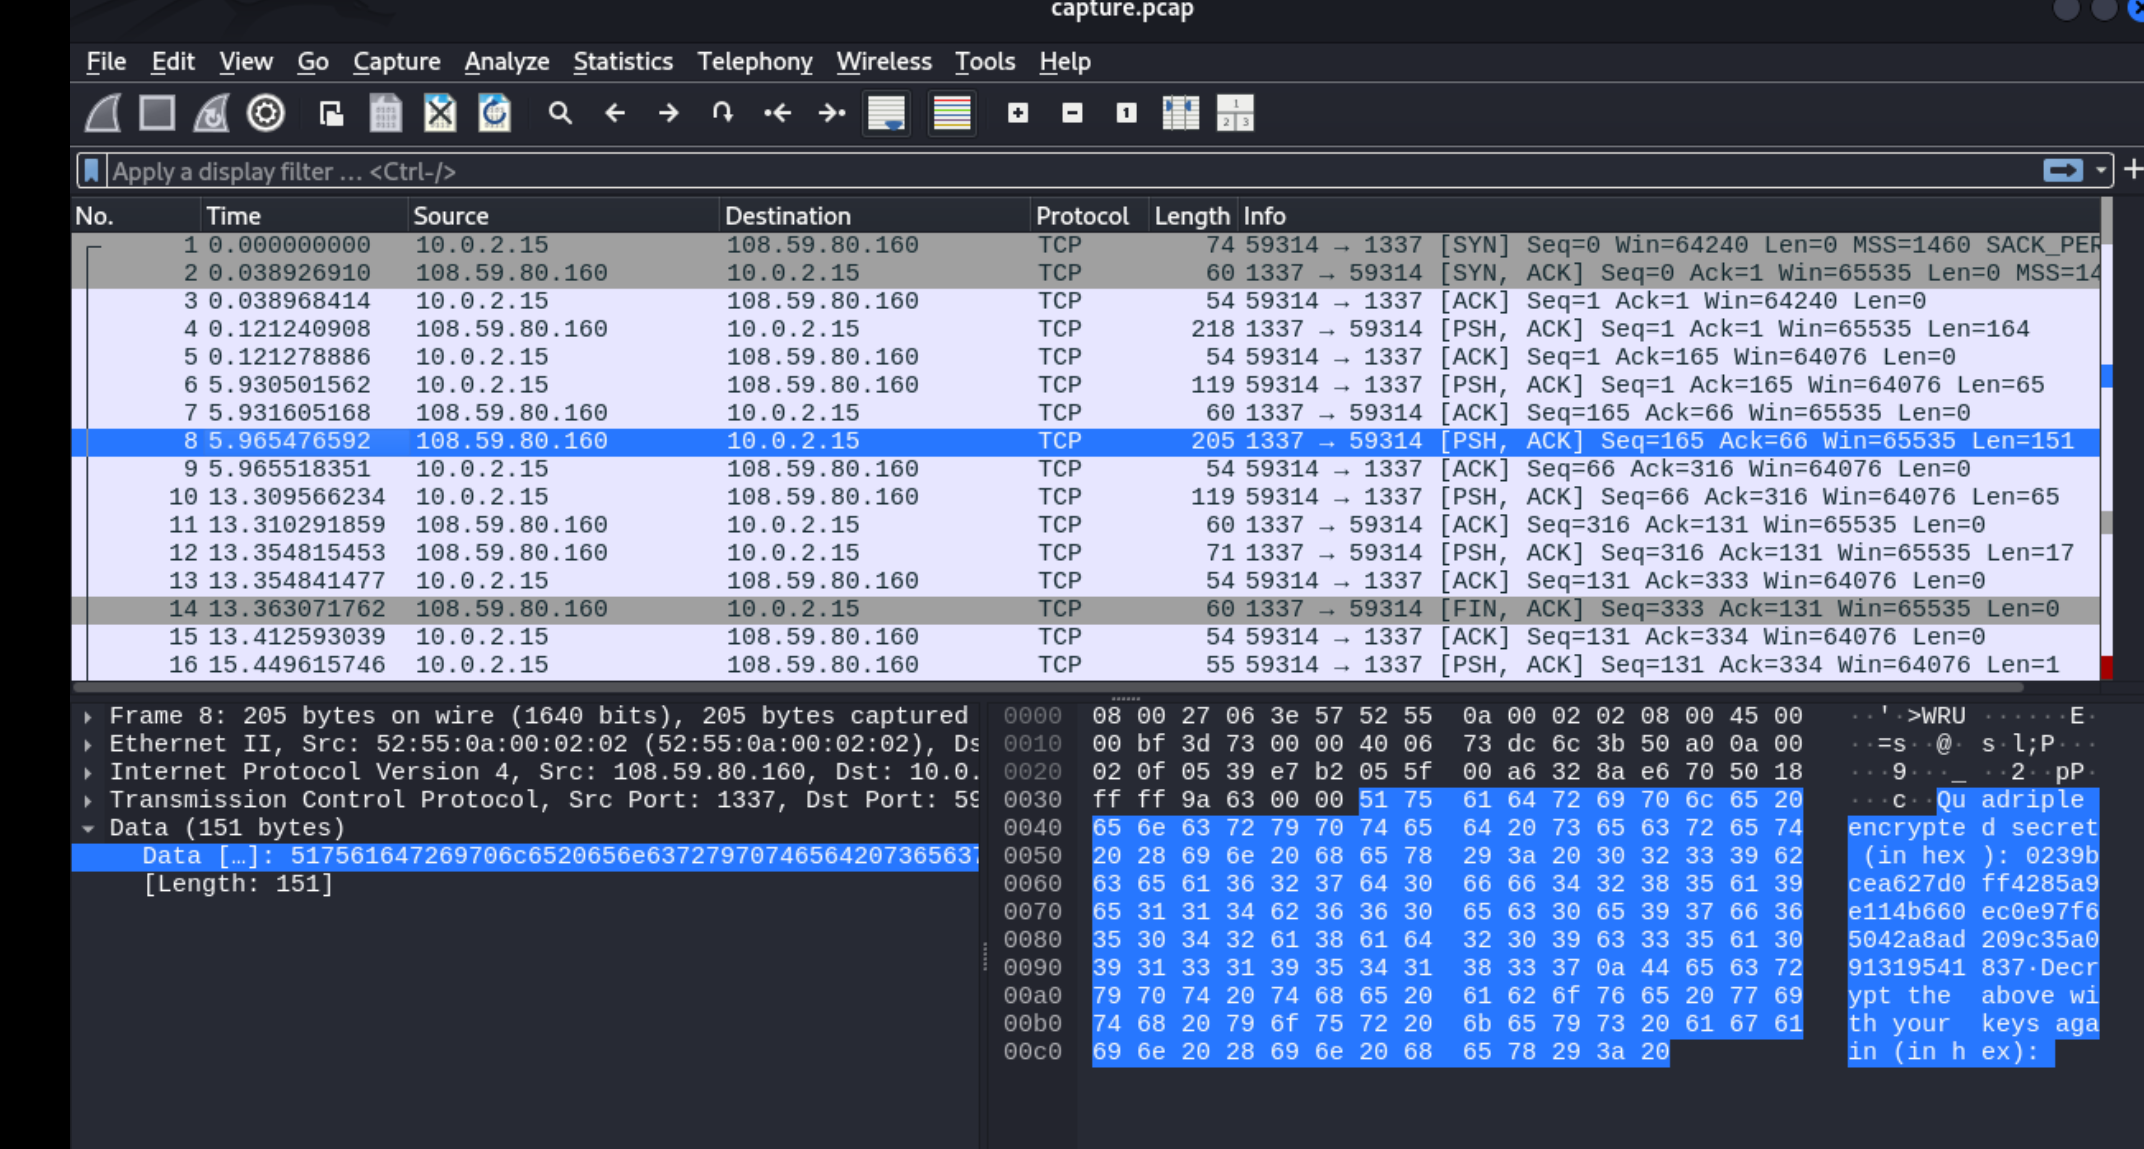 capture.pcap
File Edit View Go Capture Analyze Statistics Telephony Wireless Tools Help
Apply a display filter … <Ctrl-/>
No. Time Source Destination Protocol Length Info
1 0.000000000 10.0.2.15 108.59.80.160 TCP 74 59314 → 1337 [SYN] Seq=0 Win=64240 Len=0 MSS=1460 SACK_PER
2 0.038926910 108.59.80.160 10.0.2.15 TCP 60 1337 → 59314 [SYN, ACK] Seq=0 Ack=1 Win=65535 Len=0 MSS=14
3 0.038968414 10.0.2.15 108.59.80.160 TCP 54 59314 → 1337 [ACK] Seq=1 Ack=1 Win=64240 Len=0
4 0.121240908 108.59.80.160 10.0.2.15 TCP 218 1337 → 59314 [PSH, ACK] Seq=1 Ack=1 Win=65535 Len=164
5 0.121278886 10.0.2.15 108.59.80.160 TCP 54 59314 → 1337 [ACK] Seq=1 Ack=165 Win=64076 Len=0
6 5.930501562 10.0.2.15 108.59.80.160 TCP 119 59314 → 1337 [PSH, ACK] Seq=1 Ack=165 Win=64076 Len=65
7 5.931605168 108.59.80.160 10.0.2.15 TCP 60 1337 → 59314 [ACK] Seq=165 Ack=66 Win=65535 Len=0
8 5.965476592 108.59.80.160 10.0.2.15 TCP 205 1337 → 59314 [PSH, ACK] Seq=165 Ack=66 Win=65535 Len=151
9 5.965518351 10.0.2.15 108.59.80.160 TCP 54 59314 → 1337 [ACK] Seq=66 Ack=316 Win=64076 Len=0
10 13.309566234 10.0.2.15 108.59.80.160 TCP 119 59314 → 1337 [PSH, ACK] Seq=66 Ack=316 Win=64076 Len=65
11 13.310291859 108.59.80.160 10.0.2.15 TCP 60 1337 → 59314 [ACK] Seq=316 Ack=131 Win=65535 Len=0
12 13.354815453 108.59.80.160 10.0.2.15 TCP 71 1337 → 59314 [PSH, ACK] Seq=316 Ack=131 Win=65535 Len=17
13 13.354841477 10.0.2.15 108.59.80.160 TCP 54 59314 → 1337 [ACK] Seq=131 Ack=333 Win=64076 Len=0
14 13.363071762 108.59.80.160 10.0.2.15 TCP 60 1337 → 59314 [FIN, ACK] Seq=333 Ack=131 Win=65535 Len=0
15 13.412593039 10.0.2.15 108.59.80.160 TCP 54 59314 → 1337 [ACK] Seq=131 Ack=334 Win=64076 Len=0
16 15.449615746 10.0.2.15 108.59.80.160 TCP 55 59314 → 1337 [PSH, ACK] Seq=131 Ack=334 Win=64076 Len=1
Frame 8: 205 bytes on wire (1640 bits), 205 bytes captured
Ethernet II, Src: 52:55:0a:00:02:02 (52:55:0a:00:02:02), Ds
Internet Protocol Version 4, Src: 108.59.80.160, Dst: 10.0.
Transmission Control Protocol, Src Port: 1337, Dst Port: 59
Data (151 bytes)
Data […]: 517561647269706c6520656e63727970746564207365637
[Length: 151]
0000 08 00 27 06 3e 57 52 55 0a 00 02 02 08 00 45 00 ··'·>WRU ······E·
0010 00 bf 3d 73 00 00 40 06 73 dc 6c 3b 50 a0 0a 00 ··=s··@· s·l;P···
0020 02 0f 05 39 e7 b2 05 5f 00 a6 32 8a e6 70 50 18 ···9···_ ··2··pP·
0030 ff ff 9a 63 00 00 51 75 61 64 72 69 70 6c 65 20 ···c··Qu adriple
0040 65 6e 63 72 79 70 74 65 64 20 73 65 63 72 65 74 encrypte d secret
0050 20 28 69 6e 20 68 65 78 29 3a 20 30 32 33 39 62 (in hex ): 0239b
0060 63 65 61 36 32 37 64 30 66 66 34 32 38 35 61 39 cea627d0 ff4285a9
0070 65 31 31 34 62 36 36 30 65 63 30 65 39 37 66 36 e114b660 ec0e97f6
0080 35 30 34 32 61 38 61 64 32 30 39 63 33 35 61 30 5042a8ad 209c35a0
0090 39 31 33 31 39 35 34 31 38 33 37 0a 44 65 63 72 91319541 837·Decr
00a0 79 70 74 20 74 68 65 20 61 62 6f 76 65 20 77 69 ypt the above wi
00b0 74 68 20 79 6f 75 72 20 6b 65 79 73 20 61 67 61 th your keys aga
00c0 69 6e 20 28 69 6e 20 68 65 78 29 3a 20 in (in h ex):